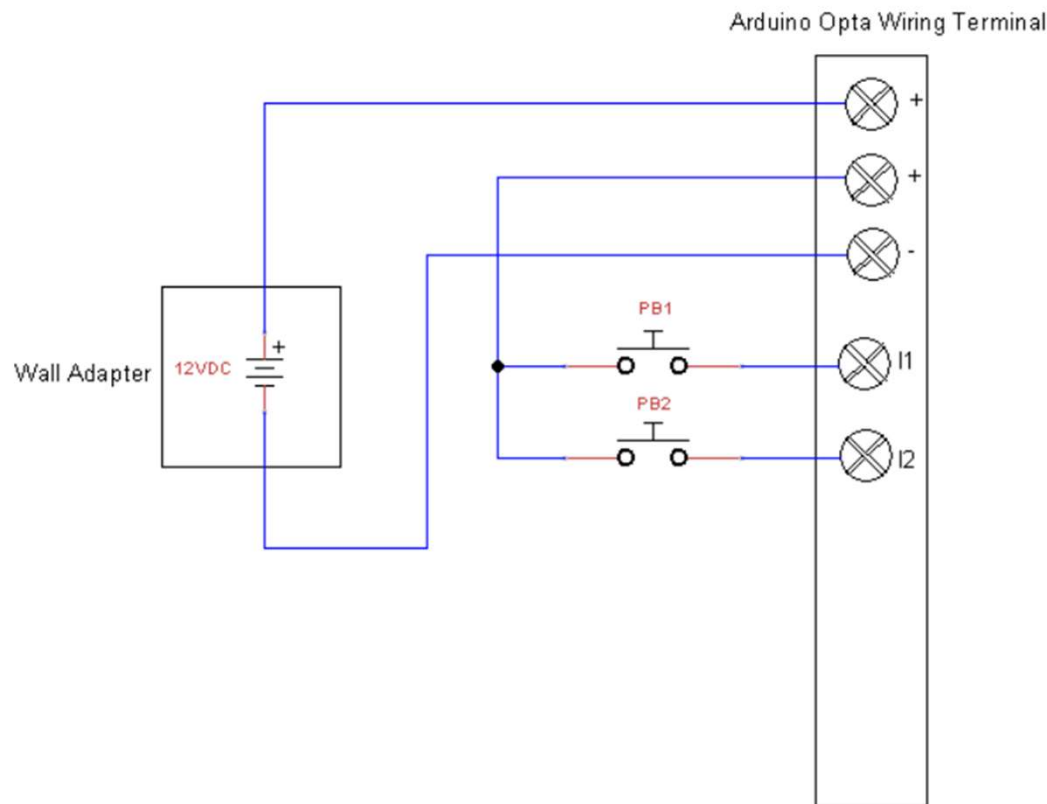 Arduino Opta Wiring Terminal
+
+
-
PB1
+
Wall Adapter
12VDC
I1
PB2
I2